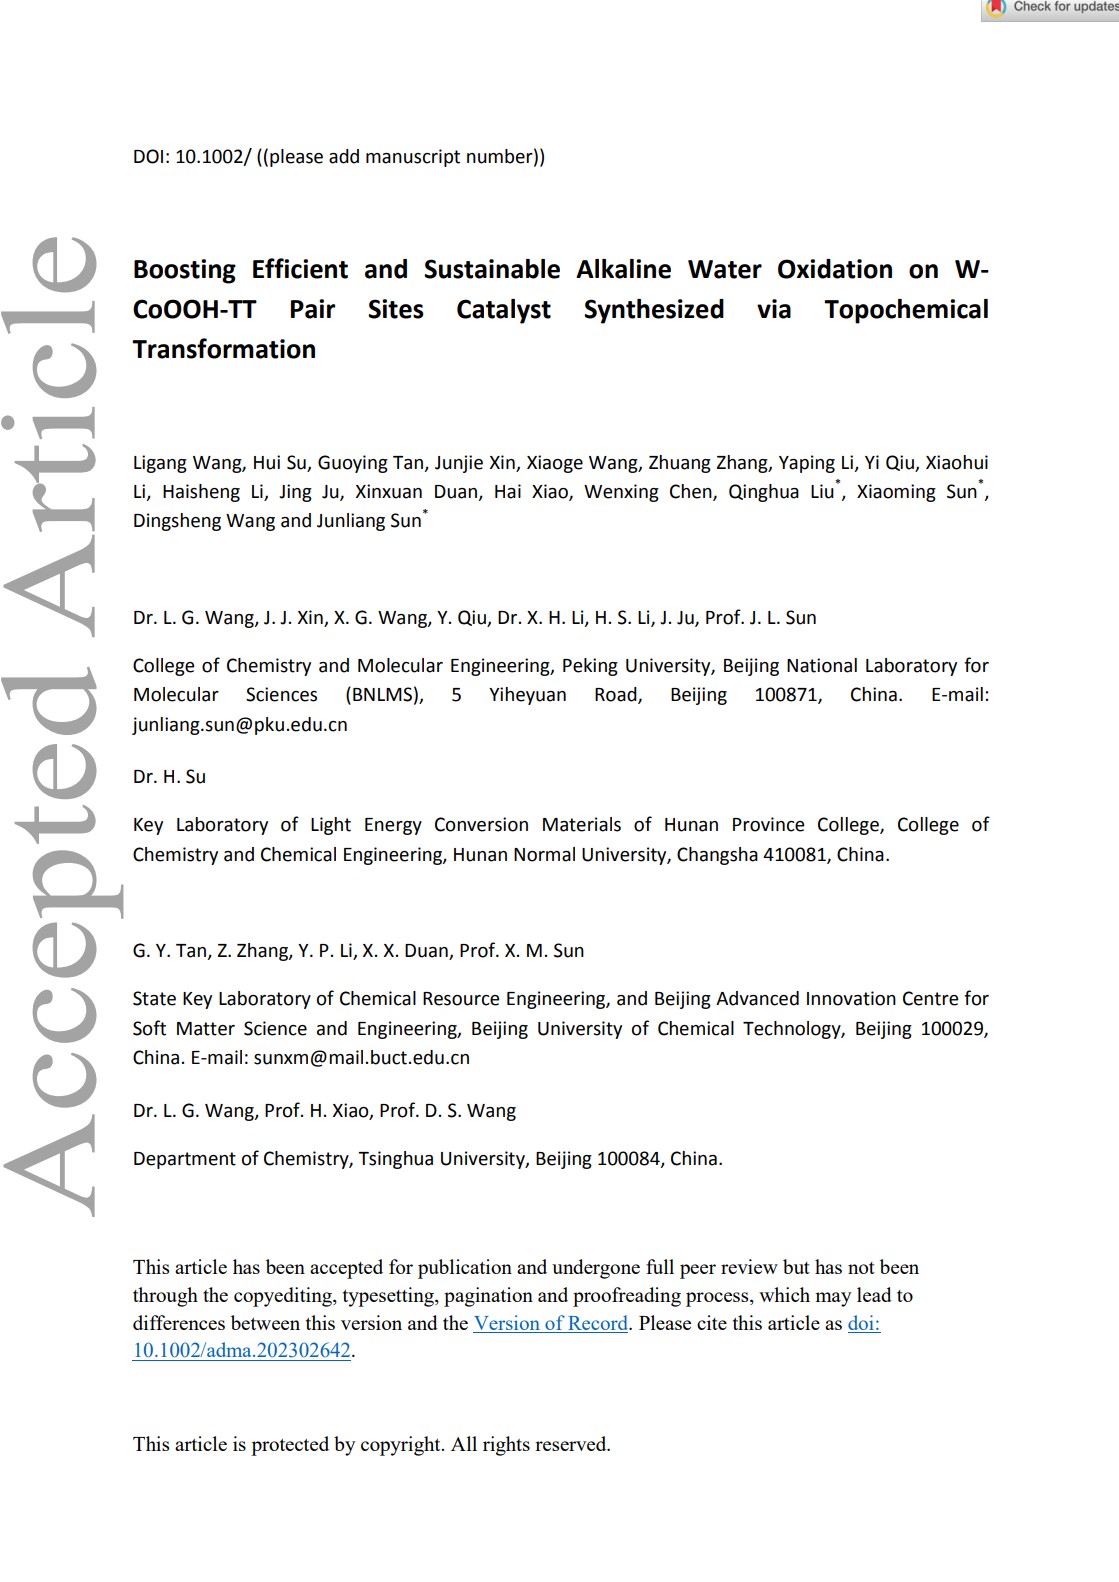 Check for updates
DOI: 10.1002/ ((please add manuscript number))
Boosting Efficient and Sustainable Alkaline Water Oxidation on W-
CoOOH-TT Pair Sites Catalyst Synthesized via Topochemical
Transformation
Ligang Wang, Hui Su, Guoying Tan, Junjie Xin, Xiaoge Wang, Zhuang Zhang, Yaping Li, Yi Qiu, Xiaohui
Li, Haisheng Li, Jing Ju, Xinxuan Duan, Hai Xiao, Wenxing Chen, Qinghua Liu*, Xiaoming Sun*,
Dingsheng Wang and Junliang Sun*
Dr. L. G. Wang, J. J. Xin, X. G. Wang, Y. Qiu, Dr. X. H. Li, H. S. Li, J. Ju, Prof. J. L. Sun
College of Chemistry and Molecular Engineering, Peking University, Beijing National Laboratory for
Molecular Sciences (BNLMS), 5 Yiheyuan Road, Beijing 100871, China. E-mail:
junliang.sun@pku.edu.cn
Dr. H. Su
Key Laboratory of Light Energy Conversion Materials of Hunan Province College, College of
Chemistry and Chemical Engineering, Hunan Normal University, Changsha 410081, China.
G. Y. Tan, Z. Zhang, Y. P. Li, X. X. Duan, Prof. X. M. Sun
State Key Laboratory of Chemical Resource Engineering, and Beijing Advanced Innovation Centre for
Soft Matter Science and Engineering, Beijing University of Chemical Technology, Beijing 100029,
China. E-mail: sunxm@mail.buct.edu.cn
Dr. L. G. Wang, Prof. H. Xiao, Prof. D. S. Wang
Department of Chemistry, Tsinghua University, Beijing 100084, China.
This article has been accepted for publication and undergone full peer review but has not been
through the copyediting, typesetting, pagination and proofreading process, which may lead to
differences between this version and the Version of Record. Please cite this article as doi:
10.1002/adma.202302642.
This article is protected by copyright. All rights reserved.
Accepted Article